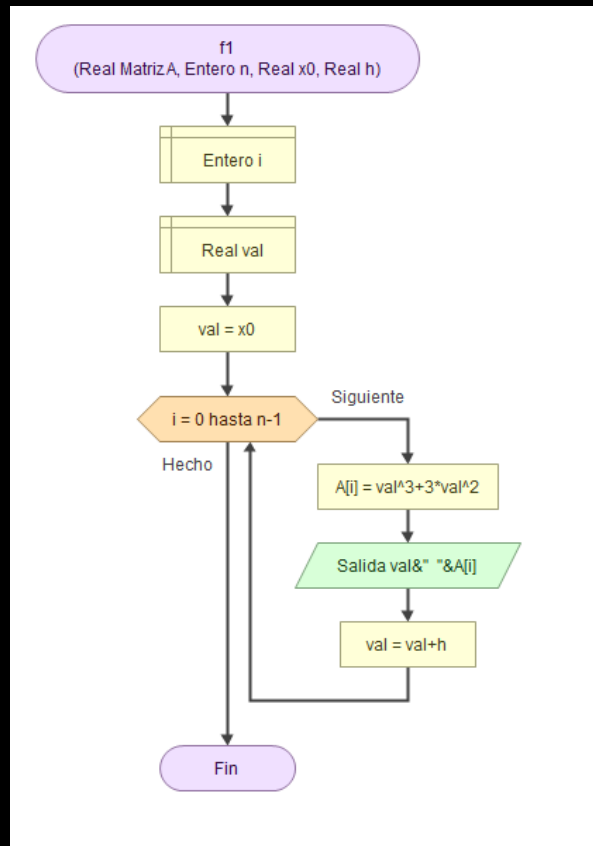 f1
(Real Matriz A, Entero n, Real x0, Real h)
Entero i
Real val
val = x0
i = 0 hasta n-1
Siguiente
Hecho
A[i] = val^3+3*val^2
Salida val&"  "&A[i]
val = val+h
Fin